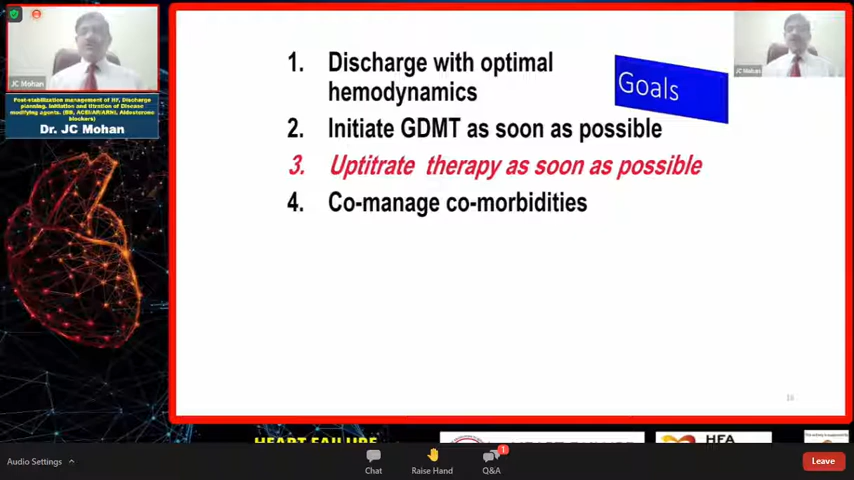 JC Mohan
Post-stabilization management of HF, Discharge
planning. Initiation and titration of Disease
modifying agents. (BB, ACEI/AR/ARNI, Aldosterone
blockers)
Dr. JC Mohan
1. Discharge with optimal
hemodynamics
2. Initiate GDMT as soon as possible
3. Uptitrate therapy as soon as possible
4. Co-manage co-morbidities
Goals
JC Mohan
16
HEART FAILURE
HFA
Audio Settings
Chat
Raise Hand
1
Q&A
Leave